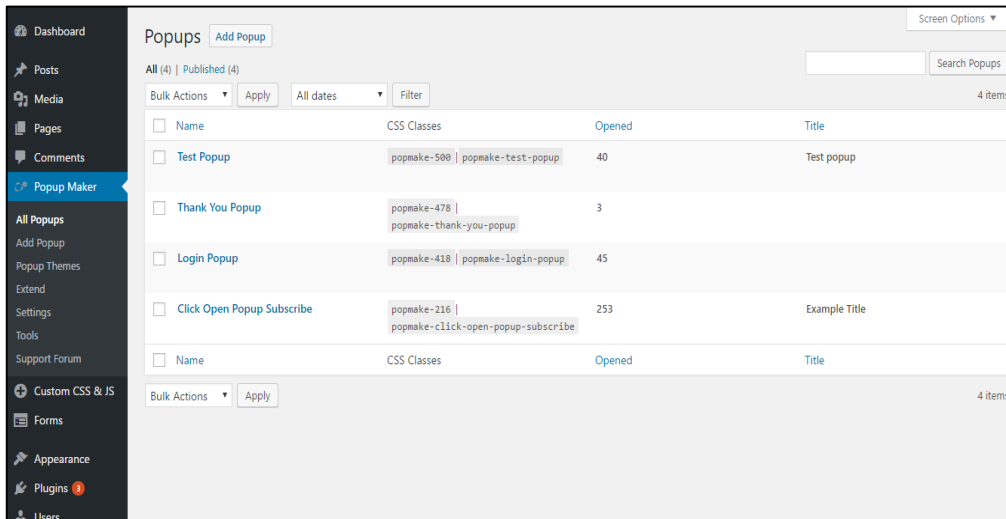 Dashboard
Posts
Media
Pages
Comments
Popup Maker
All Popups
Add Popup
Popup Themes
Extend
Settings
Tools
Support Forum
Custom CSS & JS
Forms
Appearance
Plugins 3
Users
Screen Options ▼
Popups Add Popup
All (4) | Published (4)
Search Popups
Bulk Actions ▼ Apply All dates ▼ Filter 4 items
Name CSS Classes Opened Title
Test Popup popmake-500 | popmake-test-popup 40 Test popup
Thank You Popup popmake-478 | 3
popmake-thank-you-popup
Login Popup popmake-418 | popmake-login-popup 45
Click Open Popup Subscribe popmake-216 | 253 Example Title
popmake-click-open-popup-subscribe
Name CSS Classes Opened Title
Bulk Actions ▼ Apply 4 items